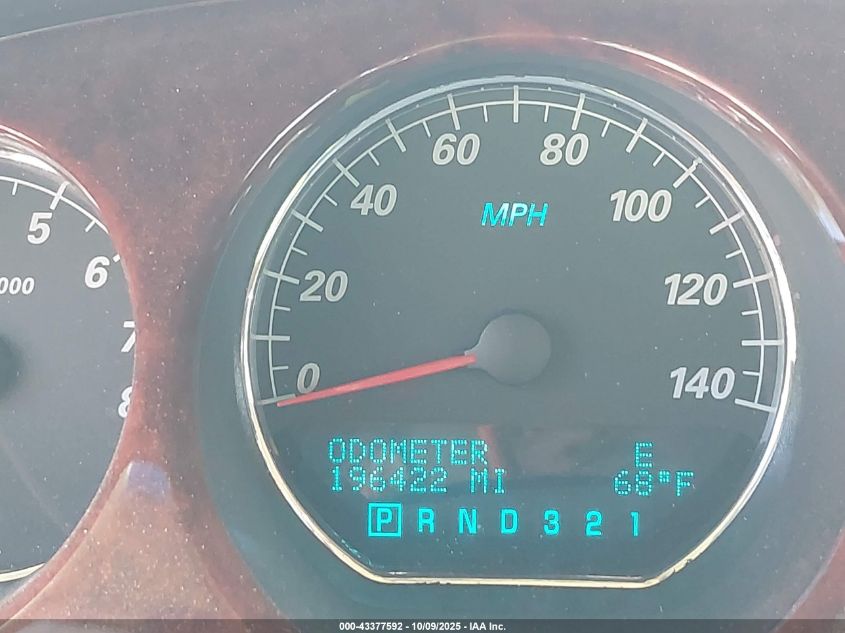 60 80
5 40 MPH 100
6
000 20 120
7
0 140
8
ODOMETER E
196422 MI 68°F
P R N D 3 2 1
000-43377592 - 10/09/2025 - IAA Inc.